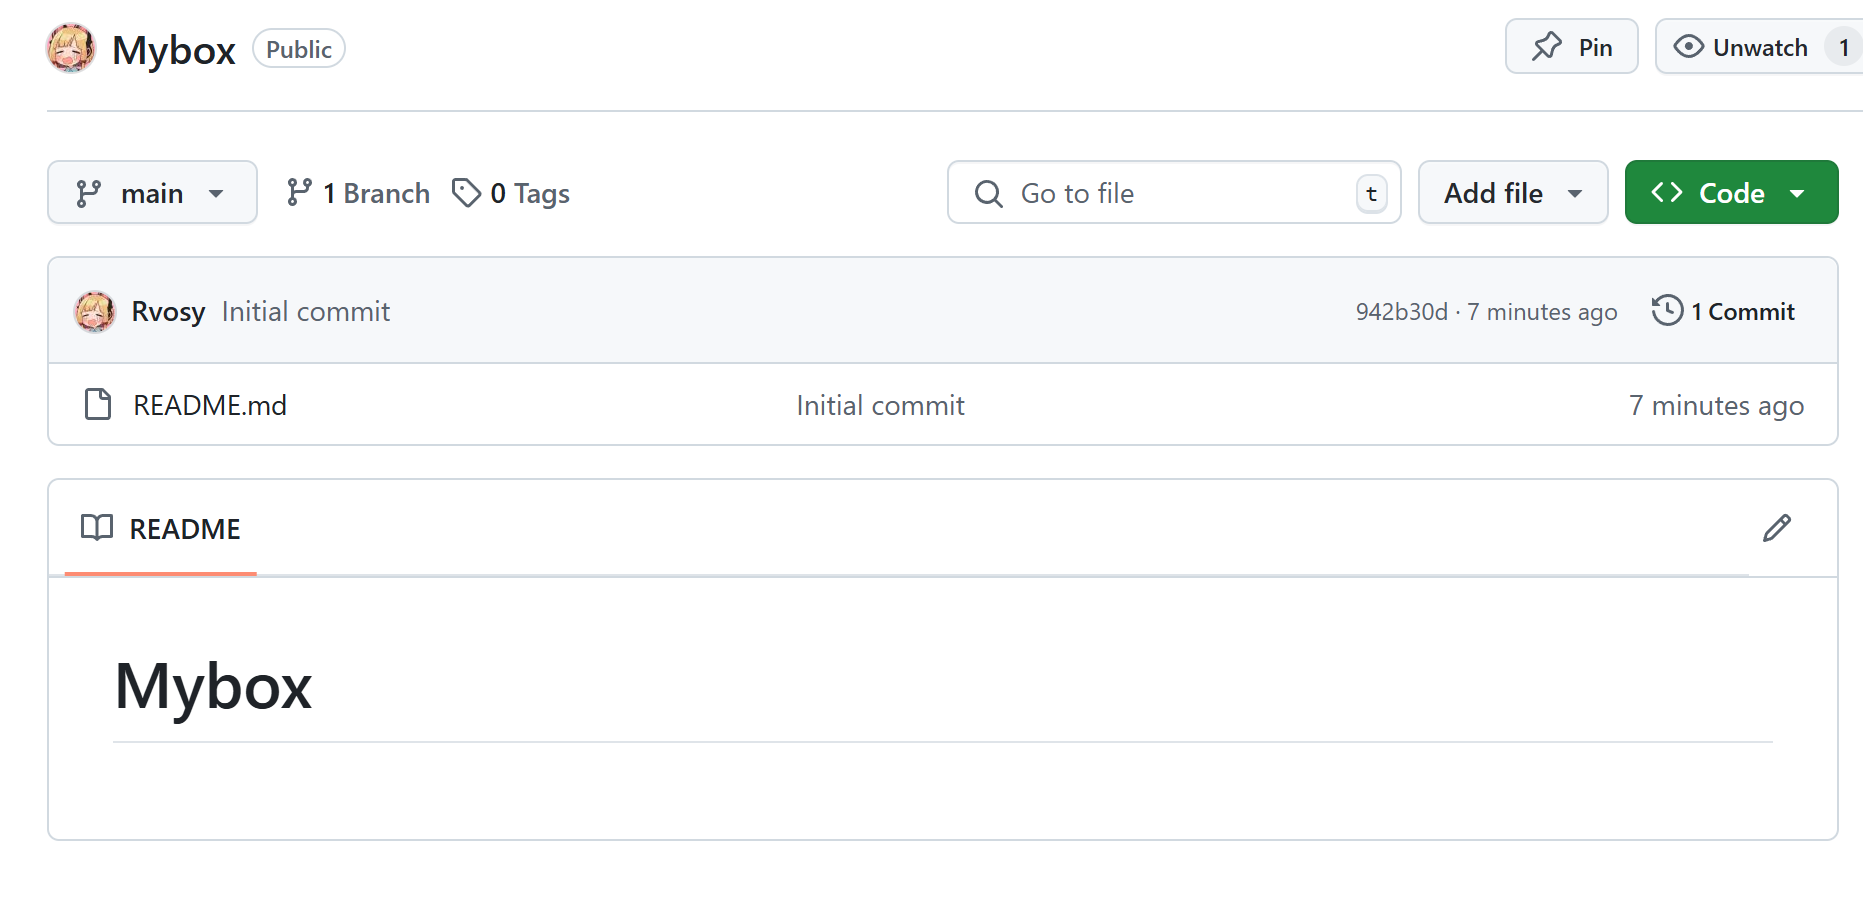 Mybox Public Pin Unwatch 1
main 1 Branch 0 Tags Go to file t Add file Code
Rvosy Initial commit 942b30d · 7 minutes ago 1 Commit
README.md Initial commit 7 minutes ago
README
Mybox